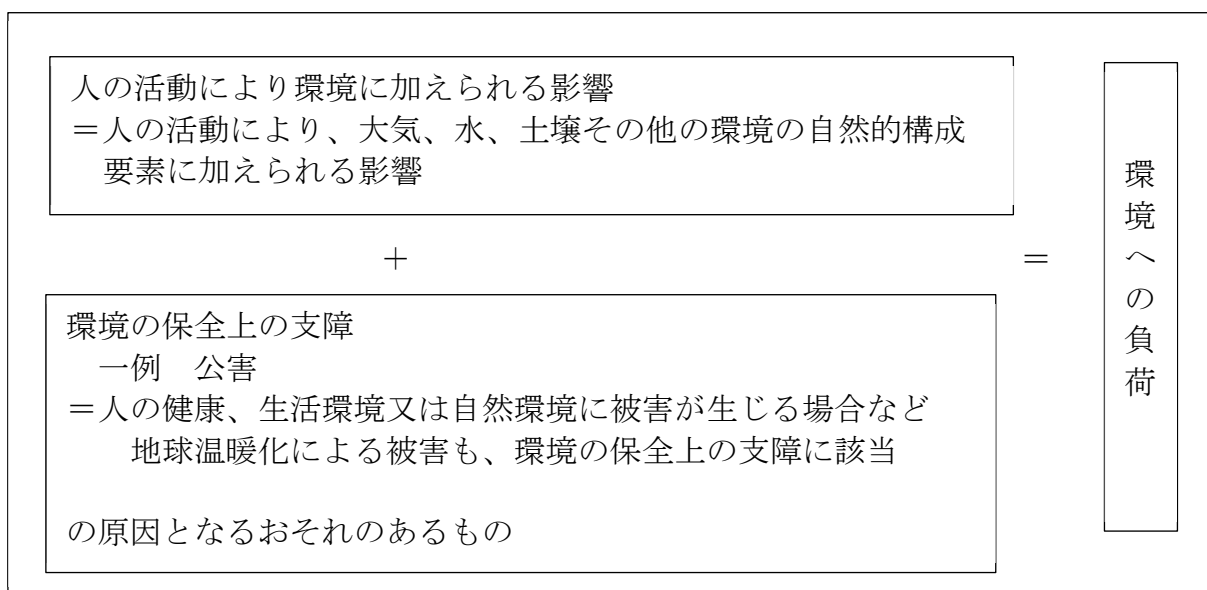 人の活動により環境に加えられる影響
＝人の活動により、大気、水、土壌その他の環境の自然的構成
要素に加えられる影響
＋
環境の保全上の支障
一例　公害
＝人の健康、生活環境又は自然環境に被害が生じる場合など
地球温暖化による被害も、環境の保全上の支障に該当
の原因となるおそれのあるもの
＝
環境への負荷